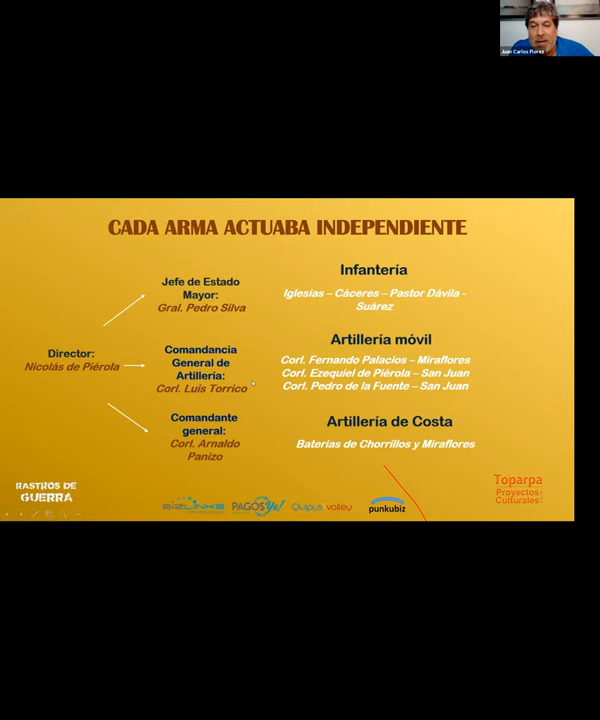 Juan Carlos Florez
CADA ARMA ACTUABA INDEPENDIENTE
Director:
Nicolás de Piérola
Jefe de Estado
Mayor:
Gral. Pedro Silva
Infantería
Iglesias – Cáceres – Pastor Dávila -
Suárez
Comandancia
General de
Artillería:
Corl. Luis Torrico
Artillería móvil
Corl. Fernando Palacios – Miraflores
Corl. Ezequiel de Piérola – San Juan
Corl. Pedro de la Fuente – San Juan
Comandante
general:
Corl. Arnaldo
Panizo
Artillería de Costa
Baterías de Chorrillos y Miraflores
RASTROS DE
GUERRA
BIZLINKS
PAGOS Ya!
Quipus valley
punkubiz
Toparpa
Proyectos
Culturales